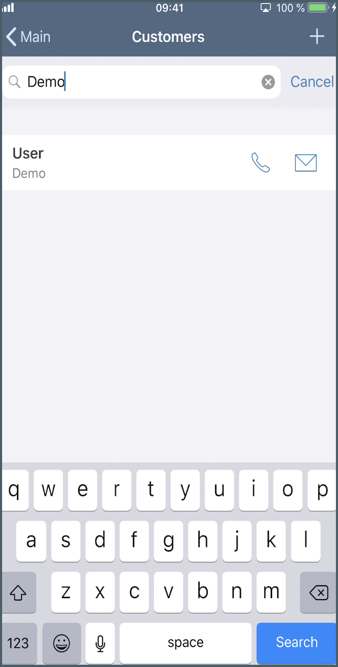 09:41 100 %
Main Customers +
Demo Cancel
User
Demo
q w e r t y u i o p
a s d f g h j k l
z x c v b n m
123 space Search